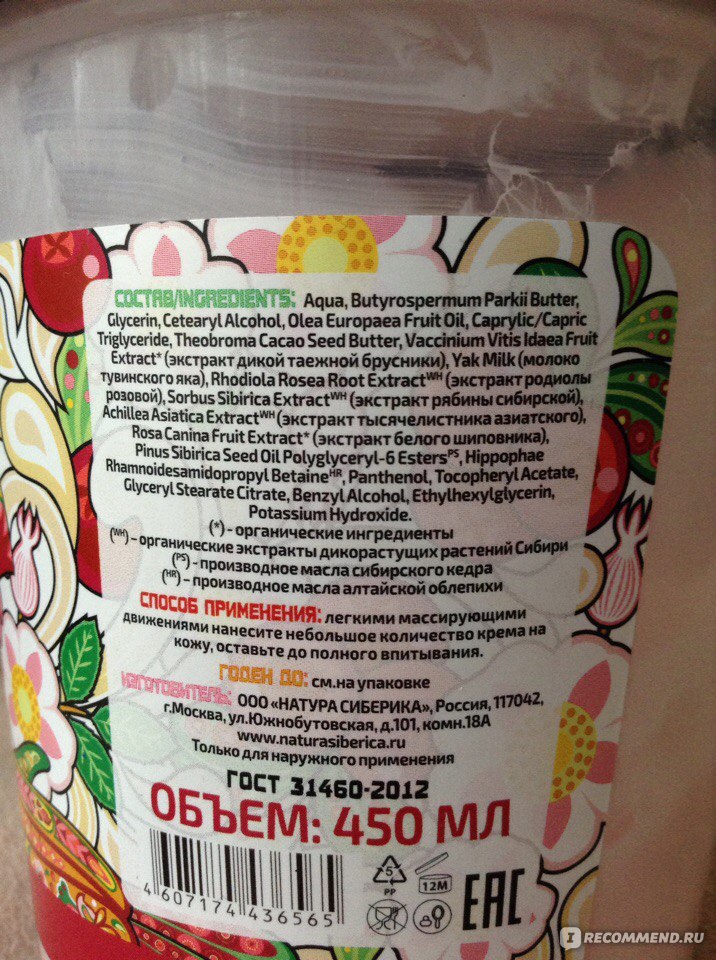 СОСТАВ/INGREDIENTS: Aqua, Butyrospermum Parkii Butter,
Glycerin, Cetearyl Alcohol, Olea Europaea Fruit Oil, Caprylic/Capric
Triglyceride, Theobroma Cacao Seed Butter, Vaccinium Vitis Idaea Fruit
Extract* (экстракт дикой таежной брусники), Yak Milk (молоко
тувинского яка), Rhodiola Rosea Root Extract(WH) (экстракт родиолы
розовой), Sorbus Sibirica Extract(WH) (экстракт рябины сибирской),
Achillea Asiatica Extract(WH) (экстракт тысячелистника азиатского),
Rosa Canina Fruit Extract* (экстракт белого шиповника),
Pinus Sibirica Seed Oil Polyglyceryl-6 Esters(PS), Hippophae
Rhamnoidesamidopropyl Betaine(HR), Panthenol, Tocopheryl Acetate,
Glyceryl Stearate Citrate, Benzyl Alcohol, Ethylhexylglycerin,
Potassium Hydroxide.
(*) - органические ингредиенты
(WH) – органические экстракты дикорастущих растений Сибири
(PS) - производное масла сибирского кедра
(HR) - производное масла алтайской облепихи
СПОСОБ ПРИМЕНЕНИЯ: легкими массирующими
движениями нанесите небольшое количество крема на
кожу, оставьте до полного впитывания.
ГОДЕН ДО: см.на упаковке
ИЗГОТОВИТЕЛЬ: ООО «НАТУРА СИБЕРИКА», Россия, 117042,
г.Москва, ул.Южнобутовская, д.101, комн.18А
www.naturasiberica.ru
Только для наружного применения
ГОСТ 31460-2012
ОБЪЕМ: 450 МЛ
4 607174 436565
5
PP
12М
EAC
IRECOMMEND.RU